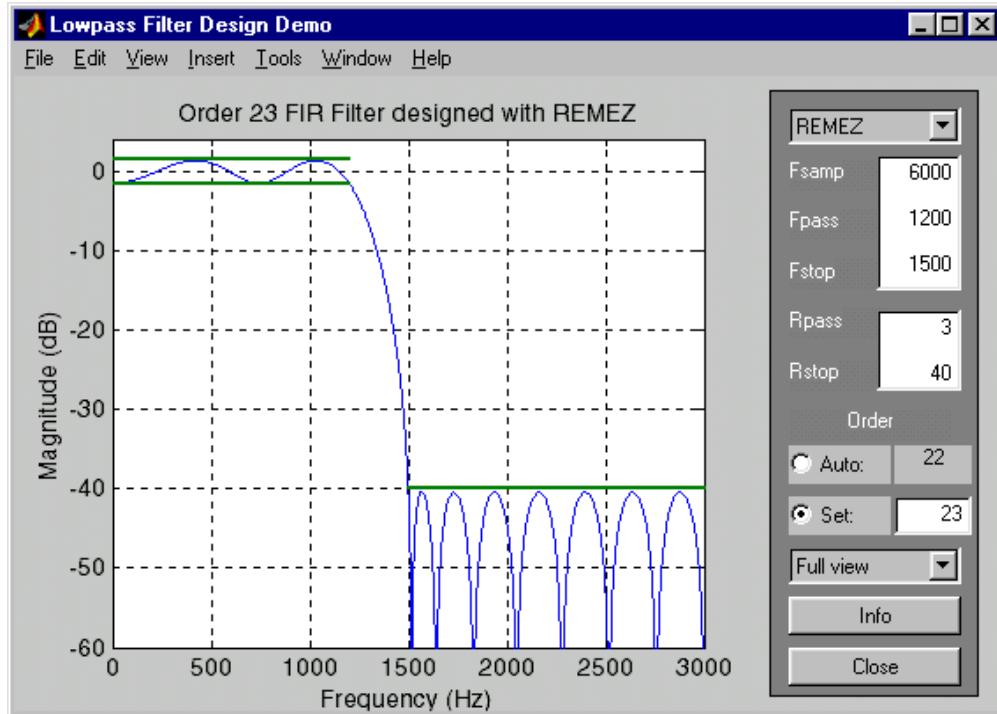 Lowpass Filter Design Demo
File Edit View Insert Tools Window Help
Order 23 FIR Filter designed with REMEZ
0
-10
-20
-30
-40
-50
-60
Magnitude (dB)
0 500 1000 1500 2000 2500 3000
Frequency (Hz)
REMEZ
Fsamp 6000
Fpass 1200
Fstop 1500
Rpass 3
Rstop 40
Order
Auto: 22
Set: 23
Full view
Info
Close